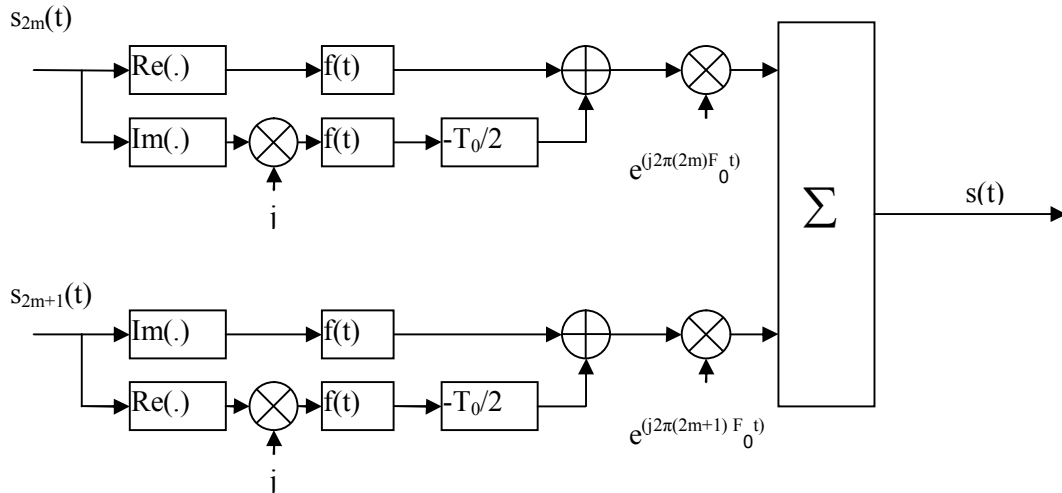 s2m(t)
Re(.) f(t)
Im(.) f(t) -T0/2
j
e(j2π(2m)F0t)
∑
s(t)
s2m+1(t)
Im(.) f(t)
Re(.) f(t) -T0/2
j
e(j2π(2m+1) F0t)